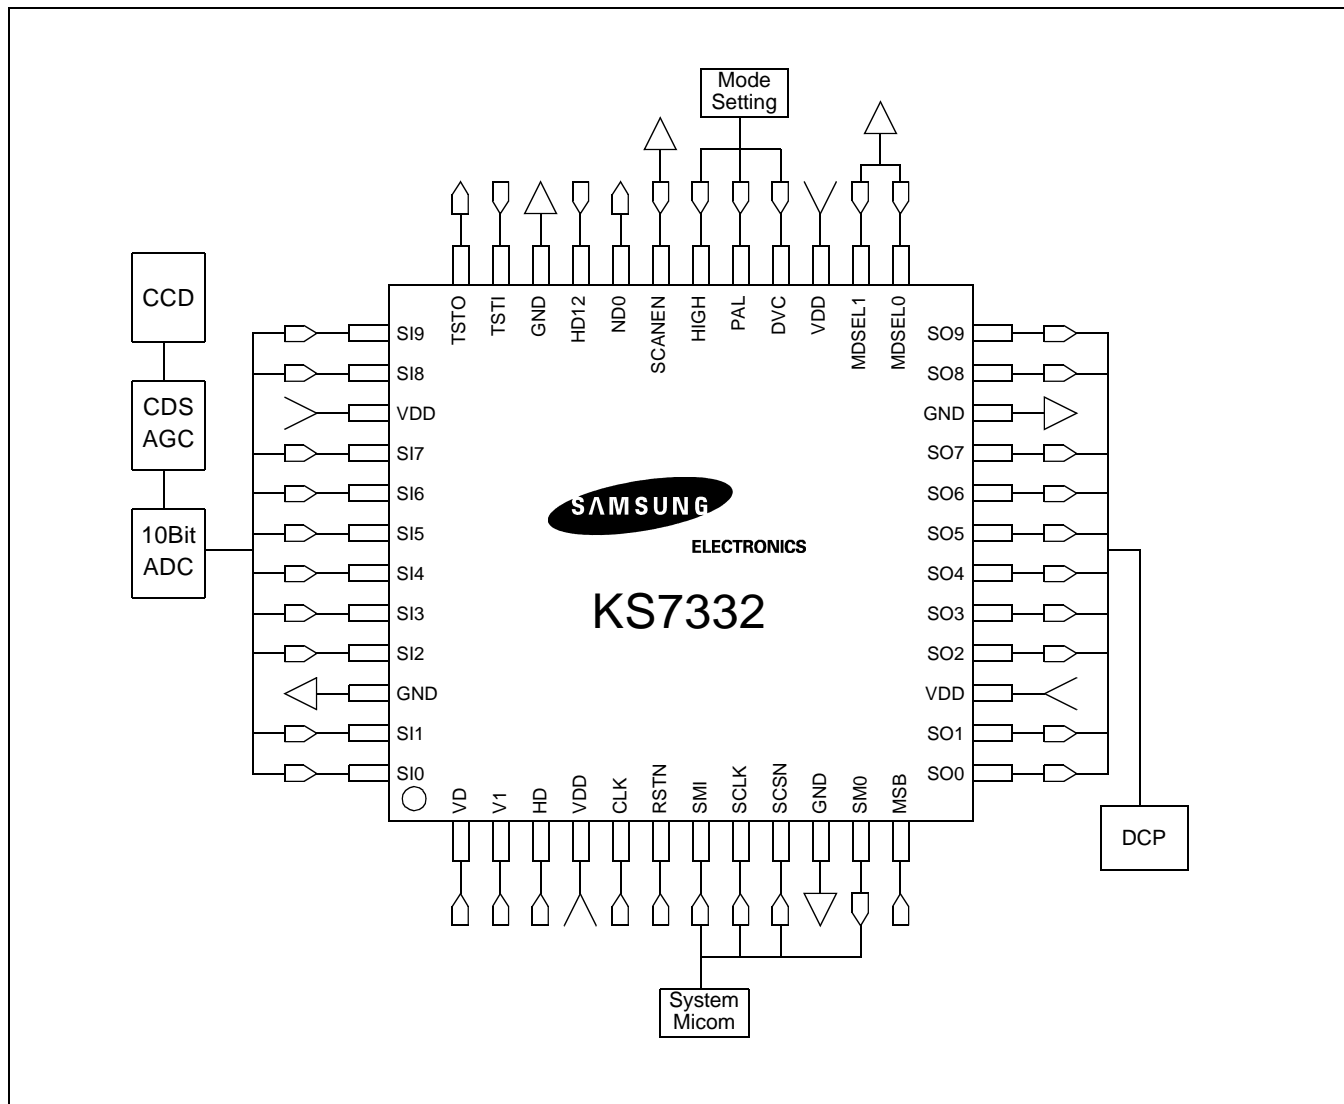 Mode
Setting
TSTO
TSTI
GND
HD12
ND0
SCANEN
HIGH
PAL
DVC
VDD
MDSEL1
MDSEL0
CCD
CDS
AGC
10Bit
ADC
SI9
SI8
VDD
SI7
SI6
SI5
SI4
SI3
SI2
GND
SI1
SI0
SAMSUNG
ELECTRONICS
KS7332
SO9
SO8
GND
SO7
SO6
SO5
SO4
SO3
SO2
VDD
SO1
SO0
VD
V1
HD
VDD
CLK
RSTN
SMI
SCLK
SCSN
GND
SM0
MSB
DCP
System
Micom